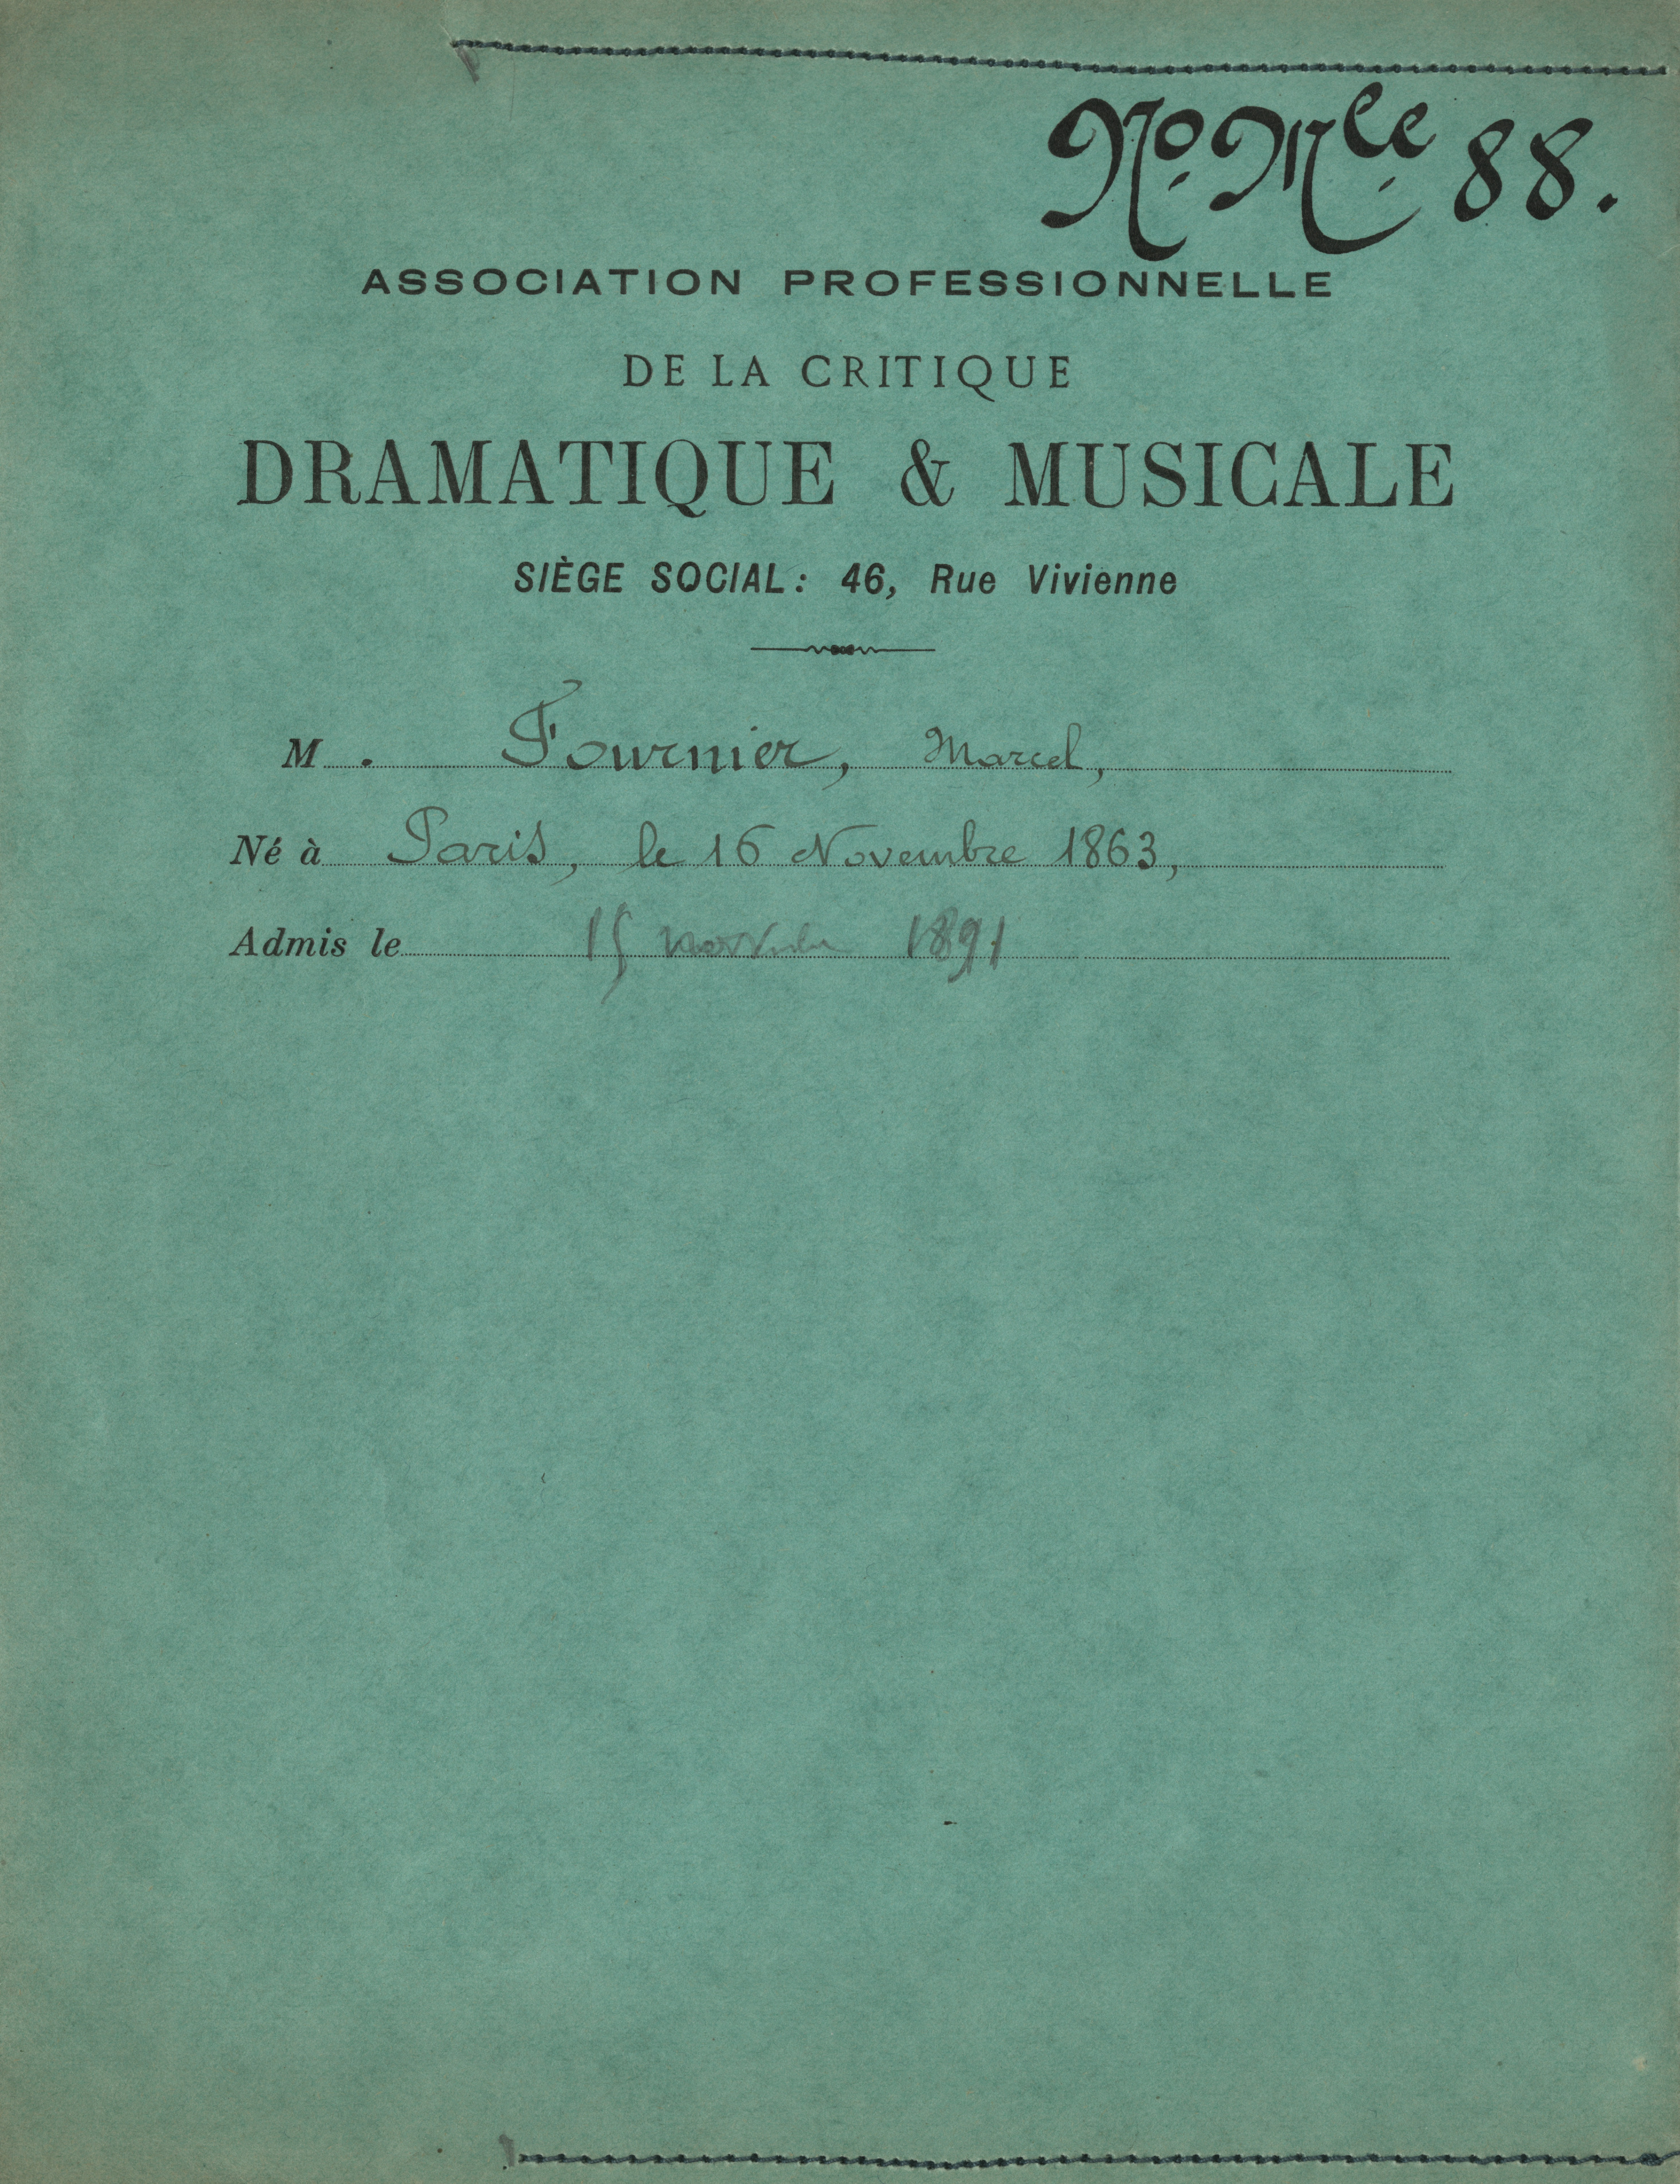 No. Mle. 88.
ASSOCIATION PROFESSIONNELLE
DE LA CRITIQUE
DRAMATIQUE & MUSICALE
SIÈGE SOCIAL: 46, Rue Vivienne
M. Fournier, Marcel,
Né à Paris, le 16 Novembre 1863,
Admis le 15 novembre 1891